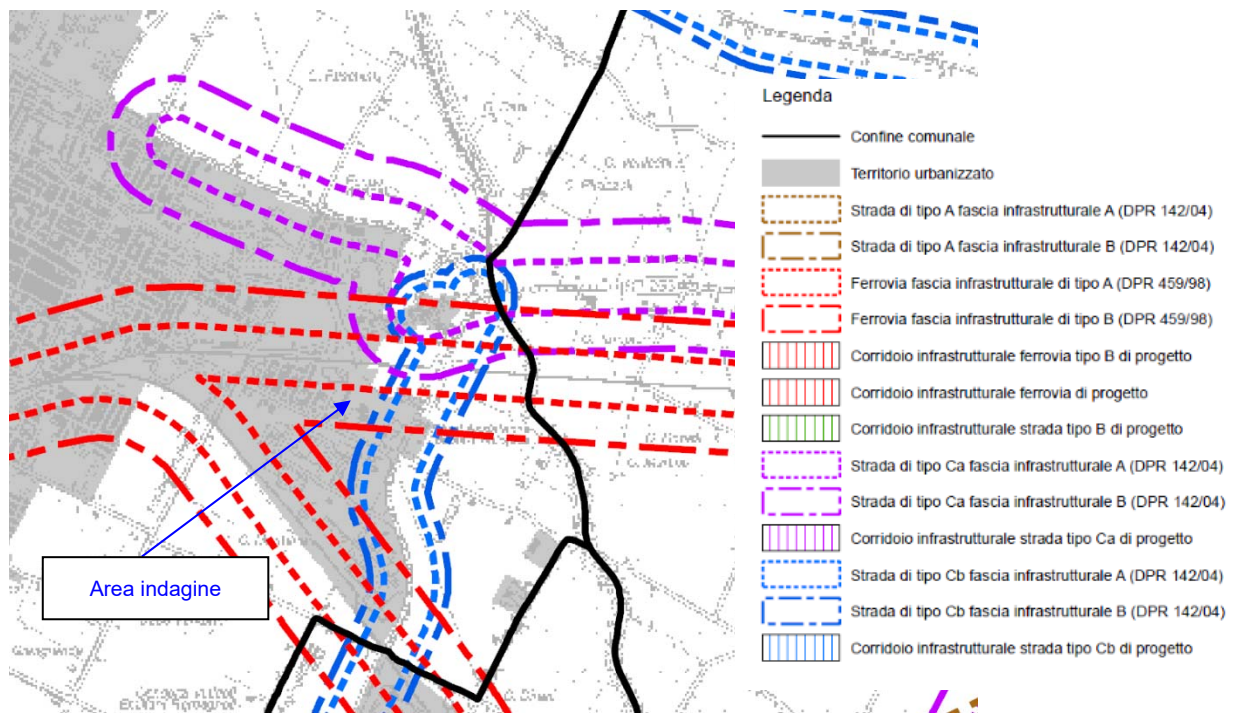 Legenda
Confine comunale
Territorio urbanizzato
Strada di tipo A fascia infrastrutturale A (DPR 142/04)
Strada di tipo A fascia infrastrutturale B (DPR 142/04)
Ferrovia fascia infrastrutturale di tipo A (DPR 459/98)
Ferrovia fascia infrastrutturale di tipo B (DPR 459/98)
Corridoio infrastrutturale ferrovia tipo B di progetto
Corridoio infrastrutturale ferrovia di progetto
Corridoio infrastrutturale strada tipo B di progetto
Strada di tipo Ca fascia infrastrutturale A (DPR 142/04)
Strada di tipo Ca fascia infrastrutturale B (DPR 142/04)
Corridoio infrastrutturale strada tipo Ca di progetto
Strada di tipo Cb fascia infrastrutturale A (DPR 142/04)
Strada di tipo Cb fascia infrastrutturale B (DPR 142/04)
Corridoio infrastrutturale strada tipo Cb di progetto
Area indagine